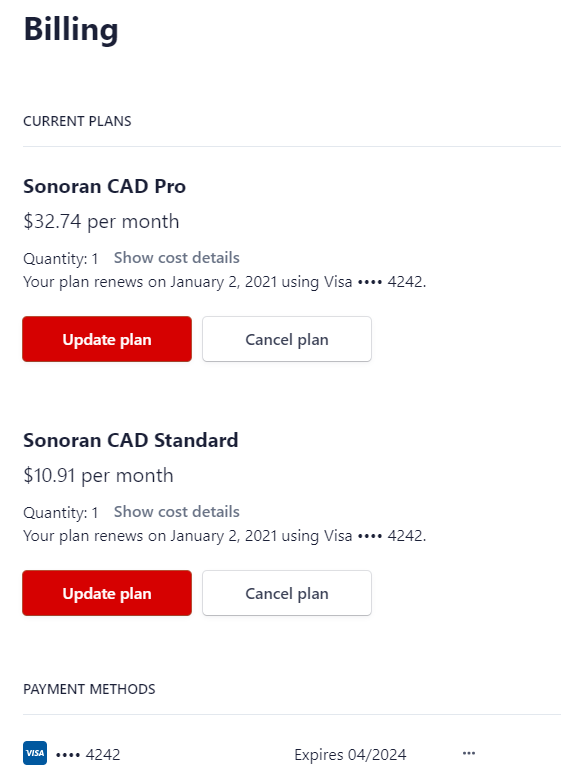 Billing
CURRENT PLANS
Sonoran CAD Pro
$32.74 per month
Quantity: 1 Show cost details
Your plan renews on January 2, 2021 using Visa •••• 4242.
Update plan Cancel plan
Sonoran CAD Standard
$10.91 per month
Quantity: 1 Show cost details
Your plan renews on January 2, 2021 using Visa •••• 4242.
Update plan Cancel plan
PAYMENT METHODS
VISA •••• 4242 Expires 04/2024 •••